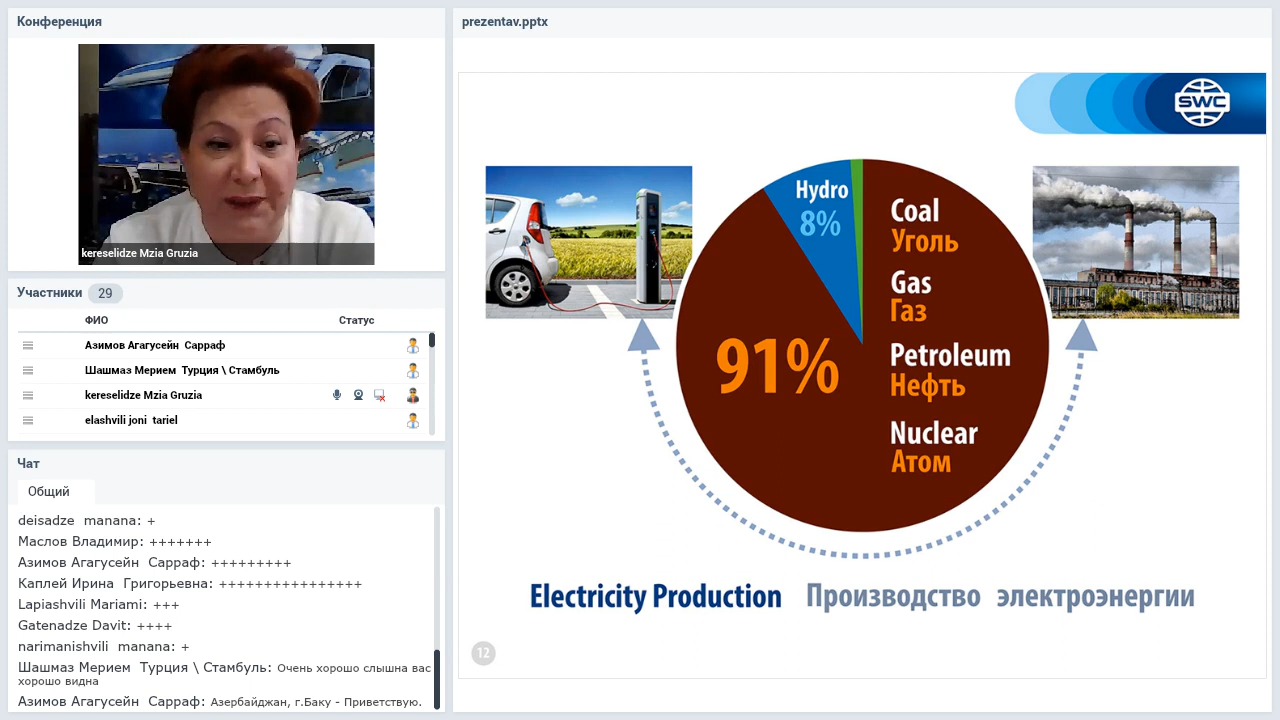 Конференция
kereselidze Mzia Gruzia
Участники 29
ФИО Статус
Азимов Агагусейн Сарраф
Шашмаз Мерием Турция \ Стамбуль
kereselidze Mzia Gruzia
elashvili joni tariel
Чат
Общий
deisadze manana: +
Маслов Владимир: +++++++
Азимов Агагусейн Сарраф: +++++++++
Каплей Ирина Григорьевна: ++++++++++++++++
Lapiashvili Mariami: +++
Gatenadze Davit: ++++
narimanishvili manana: +
Шашмаз Мерием Турция \ Стамбуль: Очень хорошо слышна вас
хорошо видна
Азимов Агагусейн Сарраф: Азербайджан, г.Баку - Приветствую.
prezentav.pptx
SWC
Hydro
8%
91%
Coal
Уголь
Gas
Газ
Petroleum
Нефть
Nuclear
Атом
Electricity Production Производство электроэнергии
12